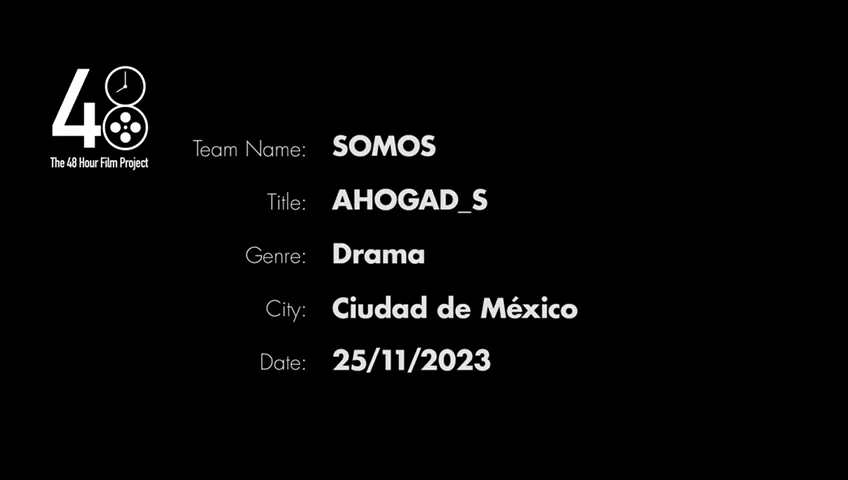 48
The 48 Hour Film Project
Team Name: SOMOS
Title: AHOGAD_S
Genre: Drama
City: Ciudad de México
Date: 25/11/2023